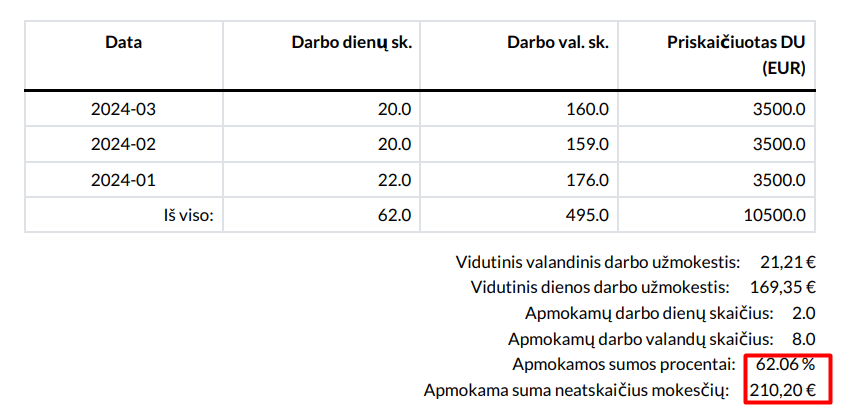 Data Darbo dienų sk. Darbo val. sk. Priskaičiuotas DU
(EUR)
2024-03 20.0 160.0 3500.0
2024-02 20.0 159.0 3500.0
2024-01 22.0 176.0 3500.0
Iš viso: 62.0 495.0 10500.0
Vidutinis valandinis darbo užmokestis: 21,21 €
Vidutinis dienos darbo užmokestis: 169,35 €
Apmokamų darbo dienų skaičius: 2.0
Apmokamų darbo valandų skaičius: 8.0
Apmokamos sumos procentai: 62.06 %
Apmokama suma neatskaičius mokesčių: 210,20 €